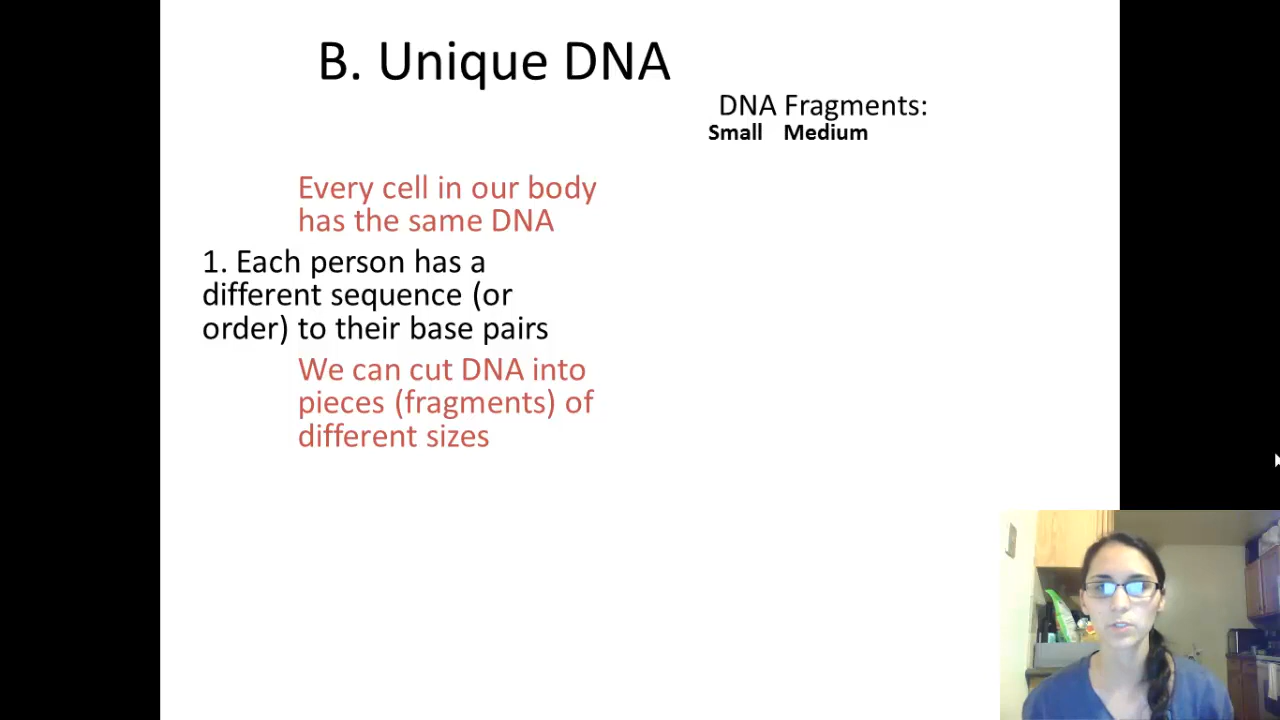 B. Unique DNA
DNA Fragments:
Small Medium
Every cell in our body
has the same DNA
1. Each person has a
different sequence (or
order) to their base pairs
We can cut DNA into
pieces (fragments) of
different sizes